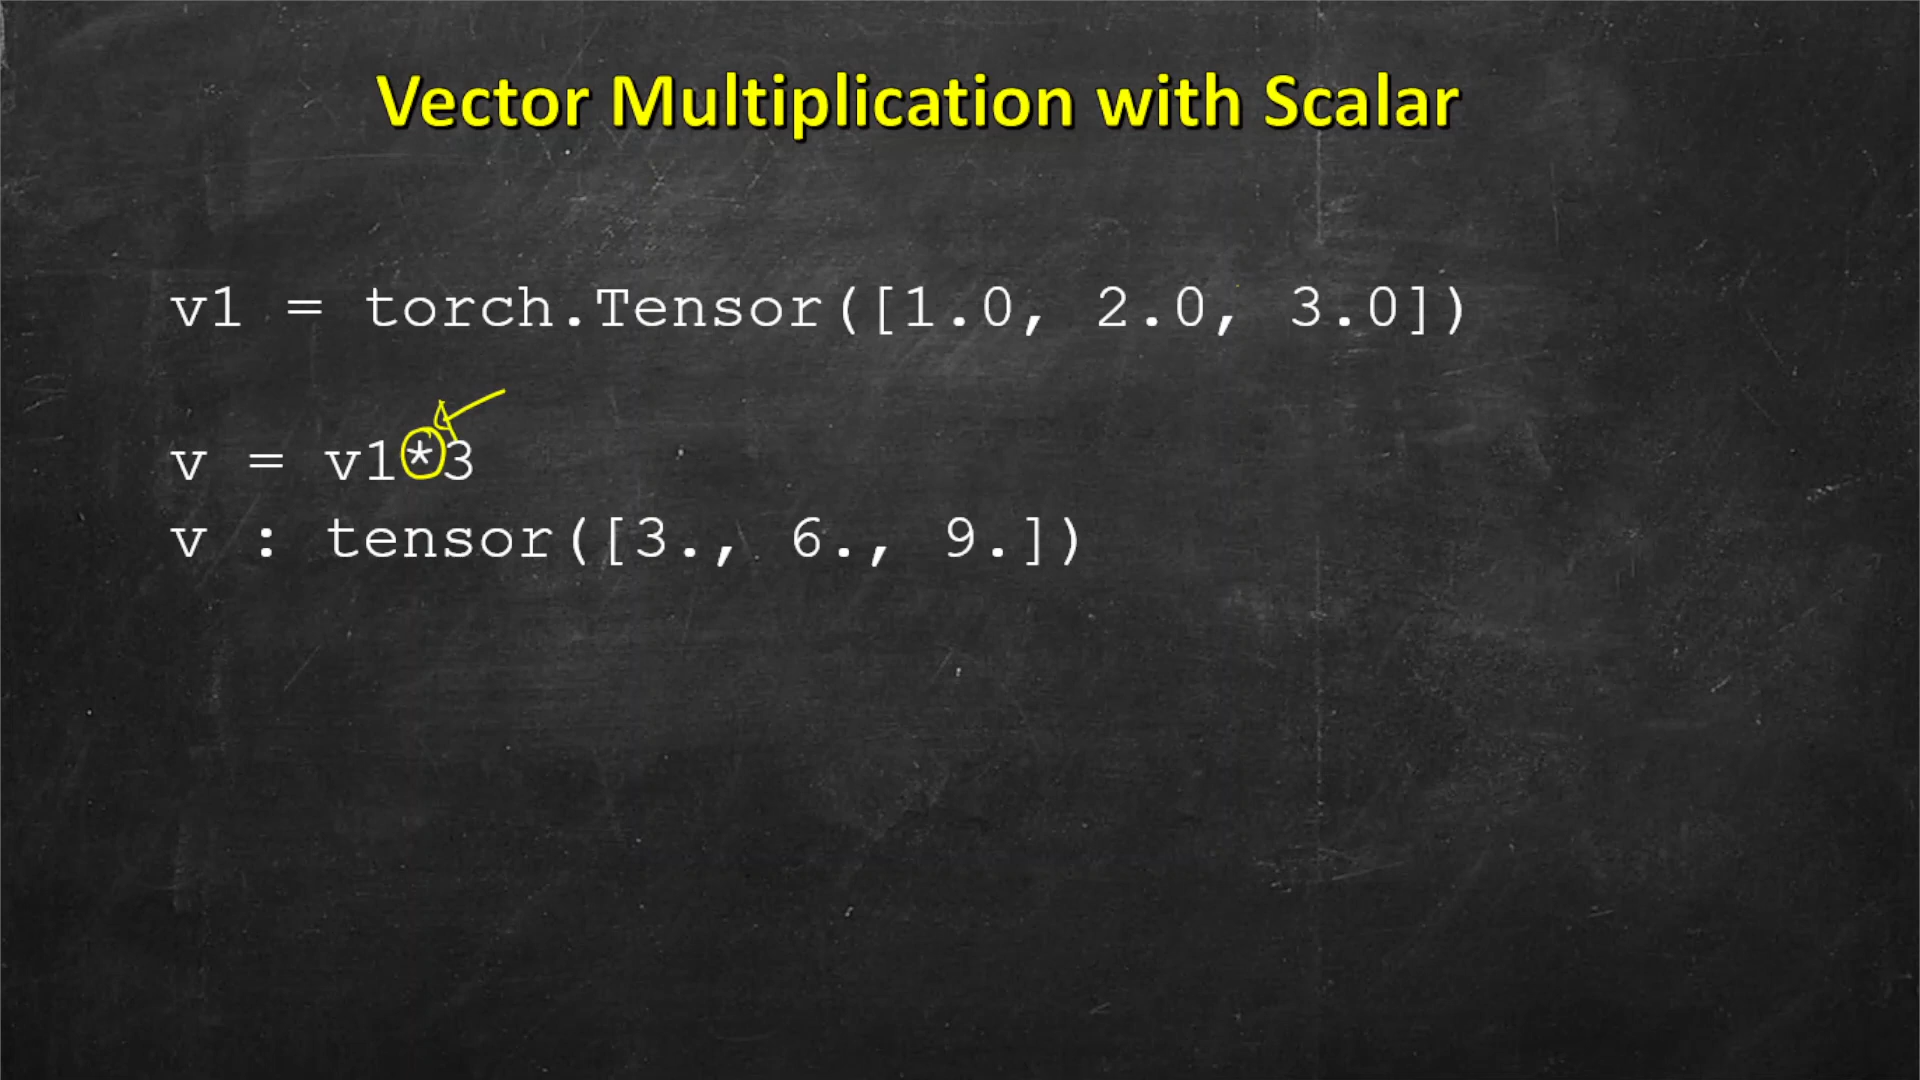 Vector Multiplication with Scalar
v1 = torch.Tensor([1.0, 2.0, 3.0])
v = v1*3
v : tensor([3., 6., 9.])